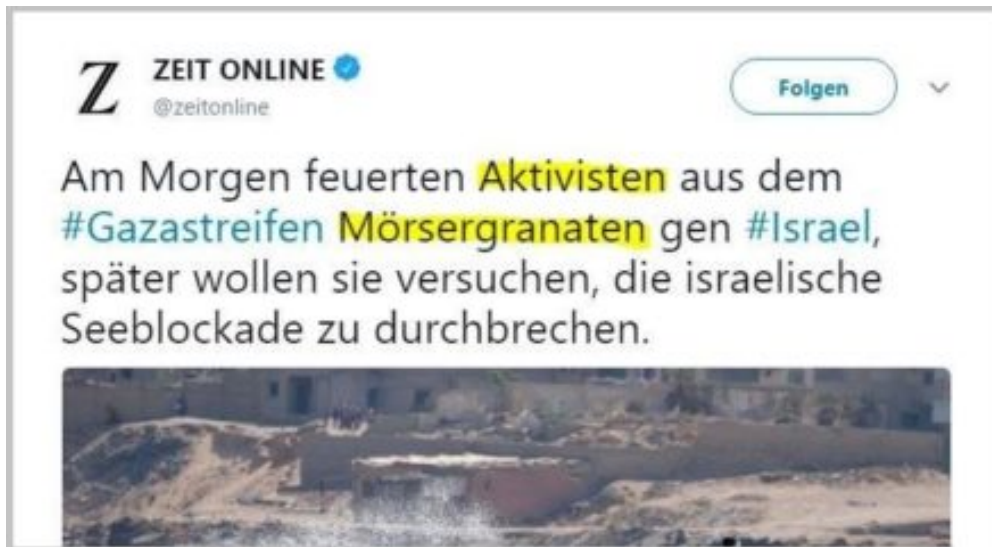 Z ZEIT ONLINE
@zeitonline
Folgen
Am Morgen feuerten Aktivisten aus dem
#Gazastreifen Mörsergranaten gen #Israel,
später wollen sie versuchen, die israelische
Seeblockade zu durchbrechen.